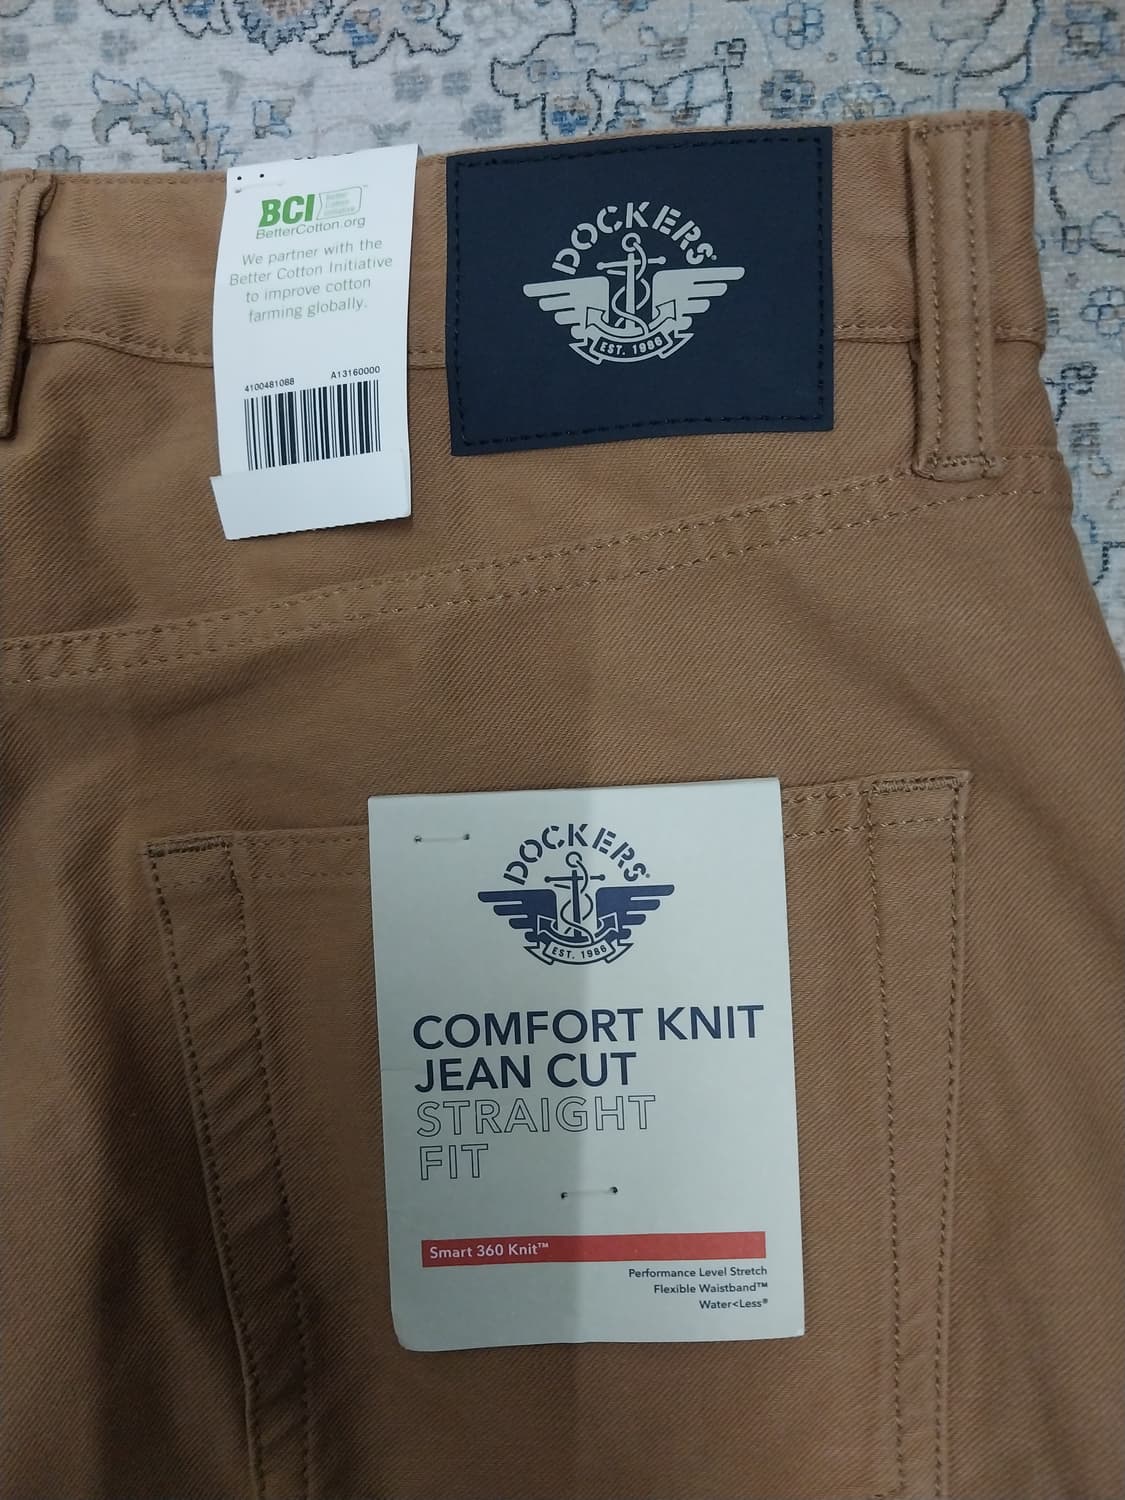 BCI
Better
Cotton
Initiative
BetterCotton.org
We partner with the
Better Cotton Initiative
to improve cotton
farming globally.
4100481088 A13160000
DOCKERS®
EST. 1986
DOCKERS®
EST. 1986
COMFORT KNIT
JEAN CUT
STRAIGHT
FIT
Smart 360 Knit™
Performance Level Stretch
Flexible Waistband™
Water<Less®